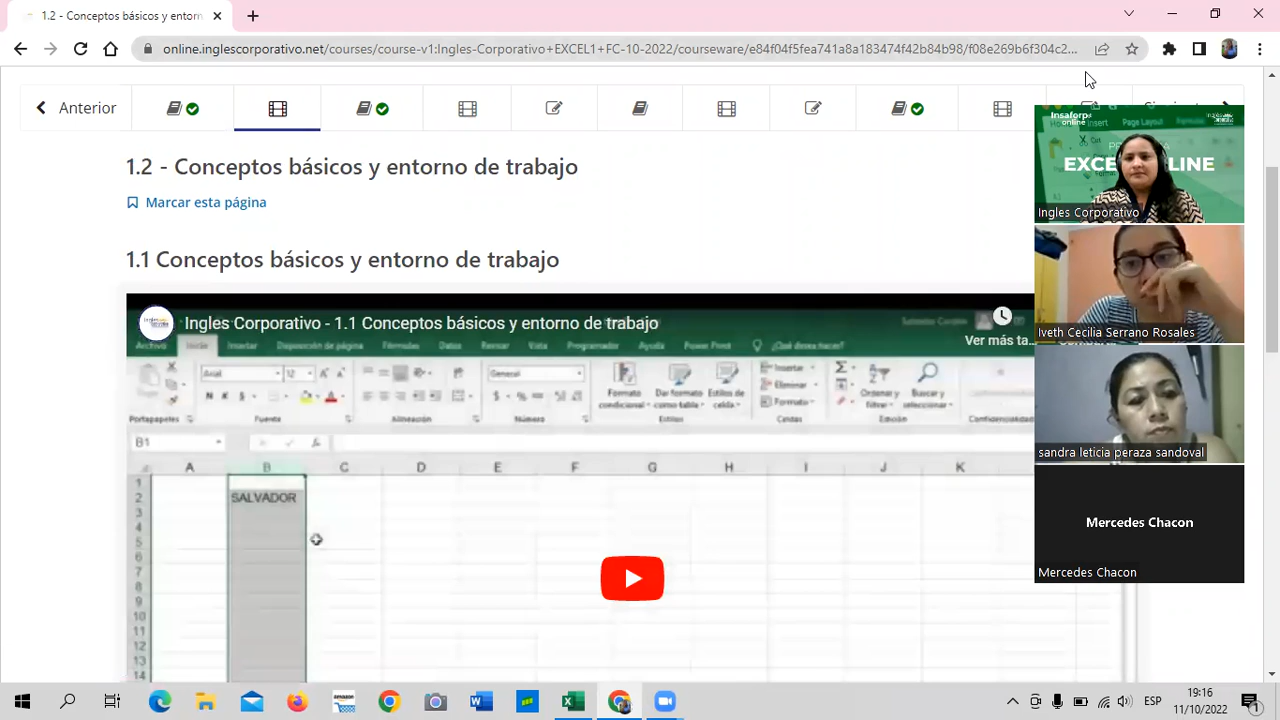 1.2 - Conceptos básicos y entorn
online.inglescorporativo.net/courses/course-v1:Ingles-Corporativo+EXCEL1+FC-10-2022/courseware/e84f04f5fea741a8a183474f42b84b98/f08e269b6f304c2...
Anterior
1.2 - Conceptos básicos y entorno de trabajo
Marcar esta página
1.1 Conceptos básicos y entorno de trabajo
Ingles Corporativo - 1.1 Conceptos básicos y entorno de trabajo
Ver más ta...
Archivo Inicio Insertar Disposición de página Fórmulas Datos Revisar Vista Programador Ayuda Power Pivot ¿Qué desea hacer?
Arial 12 General
Insertar
Eliminar
Formato
Formato condicional
Dar formato como tabla
Estilos de celda
Ordenar y filtrar
Buscar y seleccionar
Portapapeles Fuente Alineación Número Estilos Celdas Edición
B1
A B C D E F G H I J K
1
2 SALVADOR
3
4
5
6
7
8
9
10
11
12
13
14
Insaforp online
Insert Page Layout Formulas
EXCEL ONLINE
Ingles Corporativo
Iveth Cecilia Serrano Rosales
sandra leticia peraza sandoval
Mercedes Chacon
Mercedes Chacon
ESP
19:16
11/10/2022